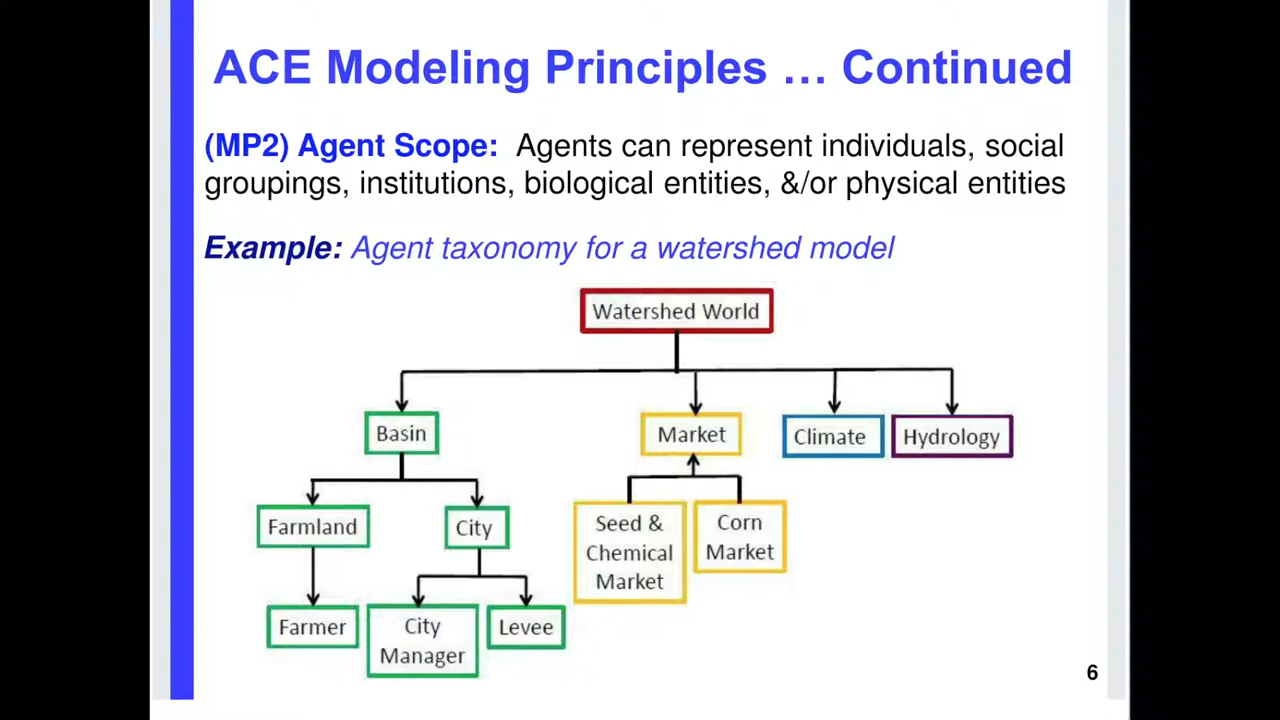 ACE Modeling Principles … Continued
(MP2) Agent Scope: Agents can represent individuals, social
groupings, institutions, biological entities, &/or physical entities
Example: Agent taxonomy for a watershed model
Watershed World
Basin
Market
Climate
Hydrology
Farmland
City
Seed &
Chemical
Market
Corn
Market
Farmer
City
Manager
Levee
6